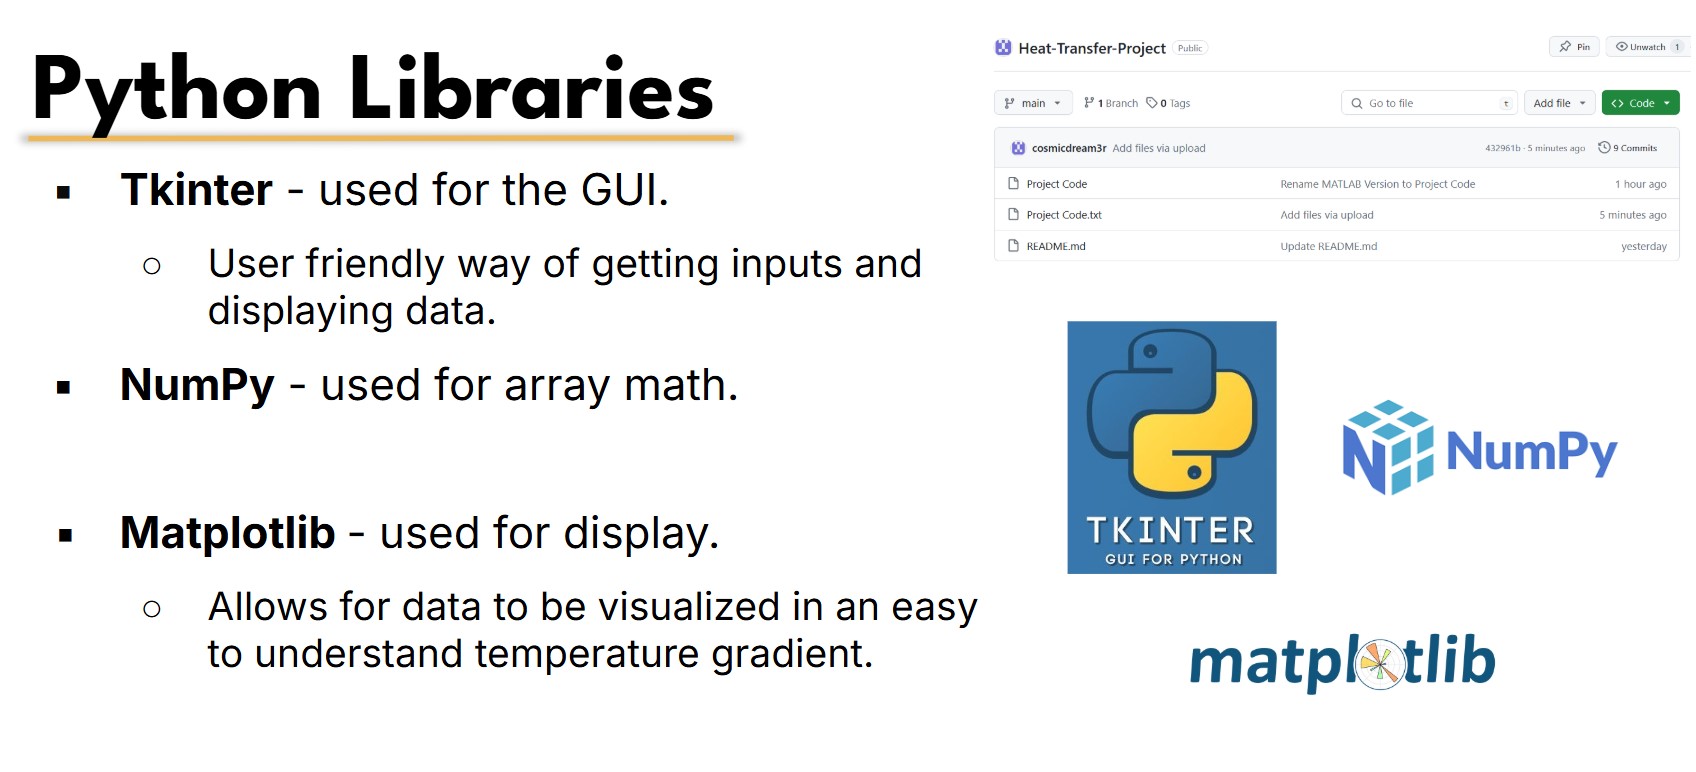 Python Libraries
▪ Tkinter - used for the GUI.
○ User friendly way of getting inputs and
displaying data.
▪ NumPy - used for array math.
▪ Matplotlib - used for display.
○ Allows for data to be visualized in an easy
to understand temperature gradient.
Heat-Transfer-Project Public Pin Unwatch 1
main 1 Branch 0 Tags Go to file t Add file <> Code
cosmicdream3r Add files via upload 432961b · 5 minutes ago 9 Commits
Project Code Rename MATLAB Version to Project Code 1 hour ago
Project Code.txt Add files via upload 5 minutes ago
README.md Update README.md yesterday
TKINTER
GUI FOR PYTHON
NumPy
matplotlib